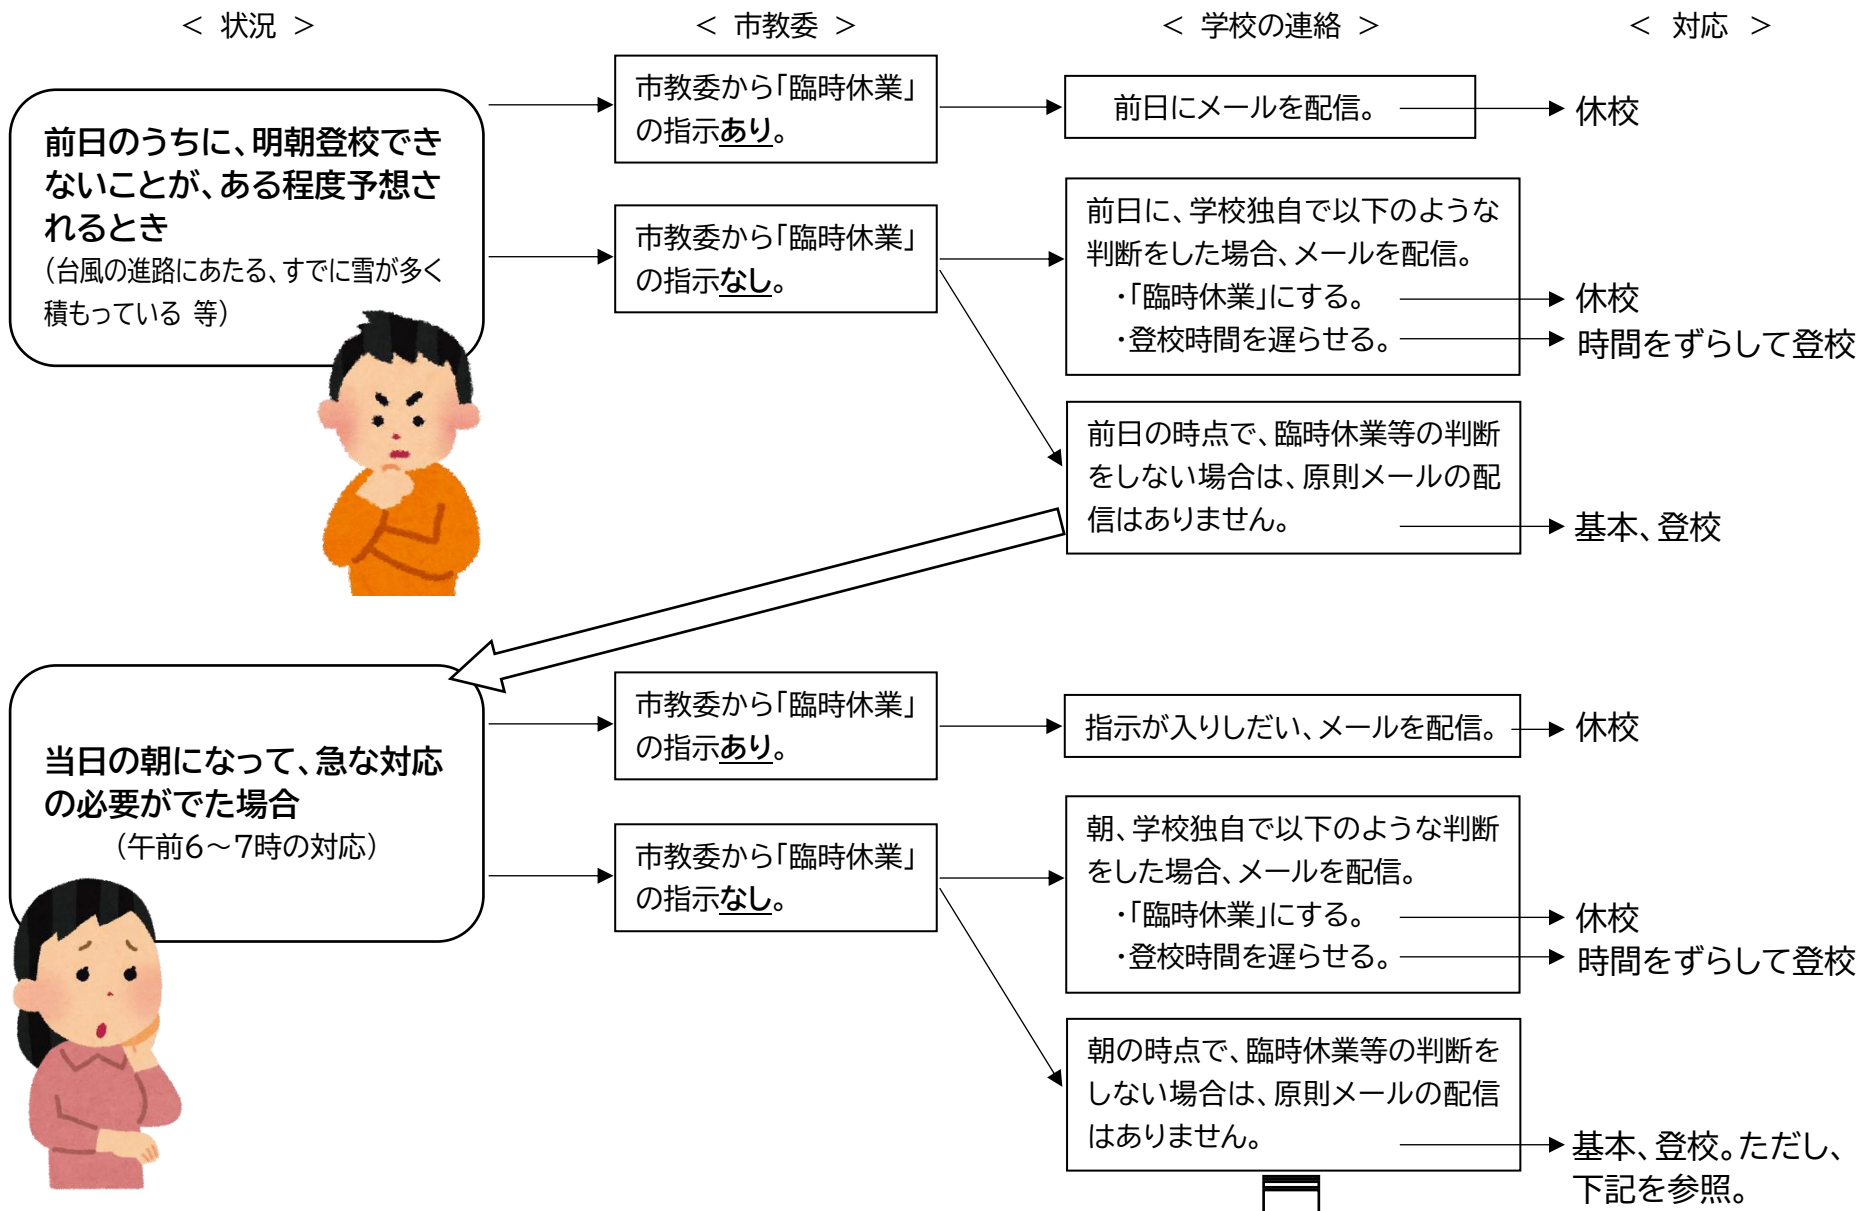 ＜ 状況 ＞
＜ 市教委 ＞
＜ 学校の連絡 ＞
＜ 対応 ＞
前日のうちに、明朝登校でき
ないことが、ある程度予想さ
れるとき
（台風の進路にあたる、すでに雪が多く
積もっている 等）
市教委から「臨時休業」
の指示あり。
前日にメールを配信。
休校
市教委から「臨時休業」
の指示なし。
前日に、学校独自で以下のような
判断をした場合、メールを配信。
・「臨時休業」にする。
・登校時間を遅らせる。
休校
時間をずらして登校
前日の時点で、臨時休業等の判断
をしない場合は、原則メールの配
信はありません。
基本、登校
当日の朝になって、急な対応
の必要がでた場合
（午前6～7時の対応）
市教委から「臨時休業」
の指示あり。
指示が入りしだい、メールを配信。
休校
市教委から「臨時休業」
の指示なし。
朝、学校独自で以下のような判断
をした場合、メールを配信。
・「臨時休業」にする。
・登校時間を遅らせる。
休校
時間をずらして登校
朝の時点で、臨時休業等の判断を
しない場合は、原則メールの配信
はありません。
基本、登校。ただし、
下記を参照。